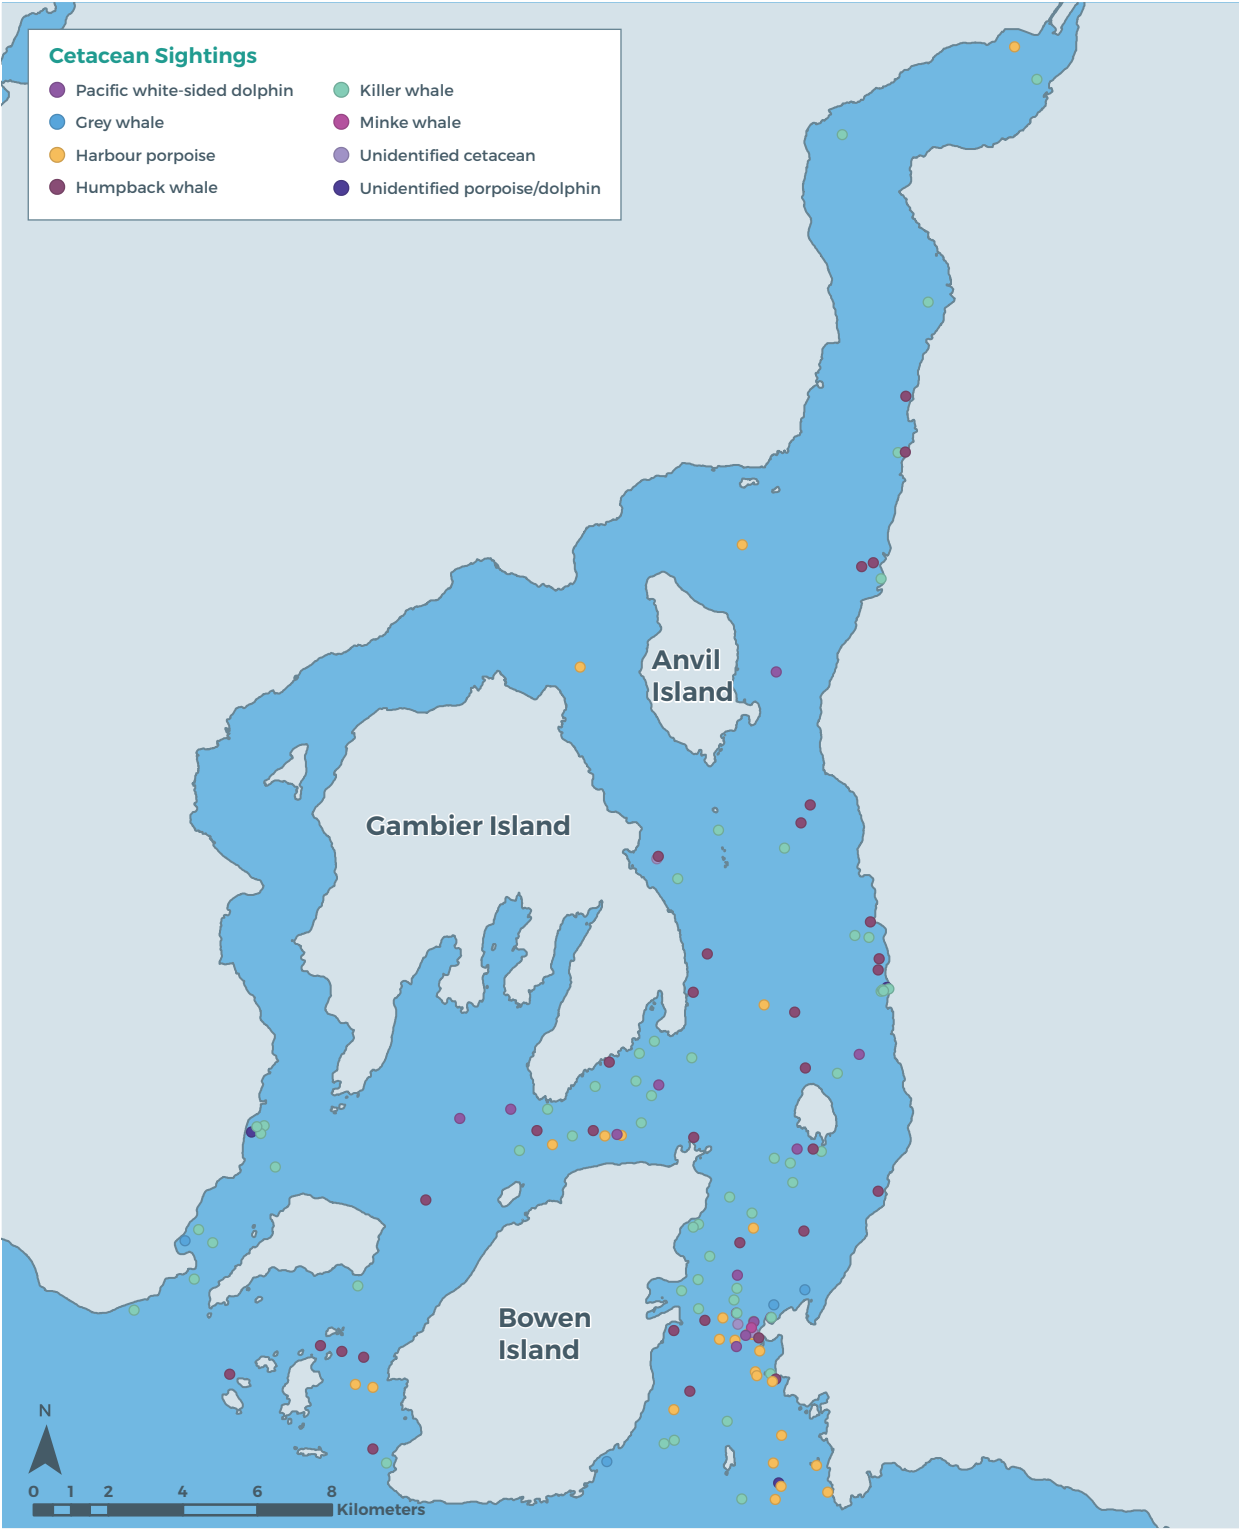 Cetacean Sightings
Pacific white-sided dolphin
Grey whale
Harbour porpoise
Humpback whale
Killer whale
Minke whale
Unidentified cetacean
Unidentified porpoise/dolphin
Anvil
Island
Gambier Island
Bowen
Island
N
0 1 2 4 6 8
Kilometers